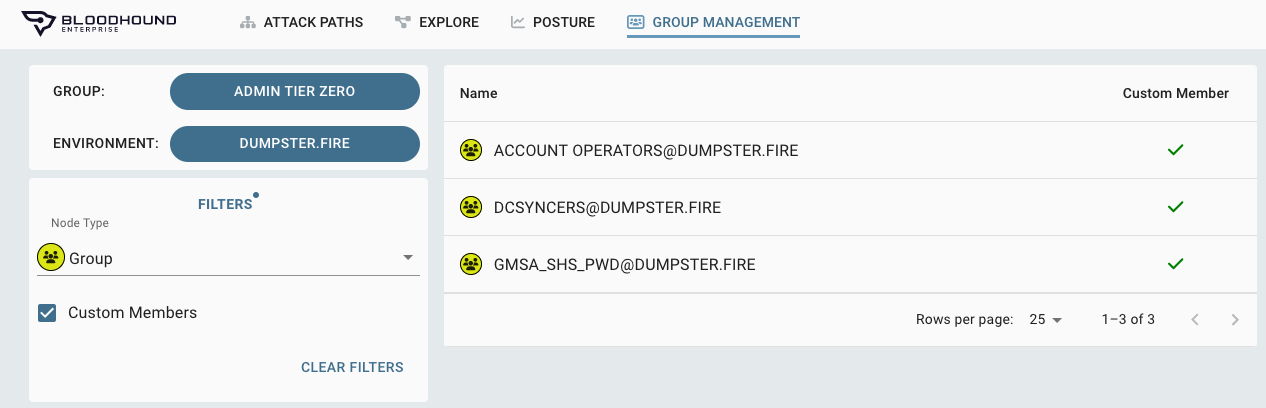 BLOODHOUND
ENTERPRISE
ATTACK PATHS
EXPLORE
POSTURE
GROUP MANAGEMENT
GROUP:
ADMIN TIER ZERO
ENVIRONMENT:
DUMPSTER.FIRE
FILTERS
Node Type
Group
Custom Members
CLEAR FILTERS
Name
Custom Member
ACCOUNT OPERATORS@DUMPSTER.FIRE
DCSYNCERS@DUMPSTER.FIRE
GMSA_SHS_PWD@DUMPSTER.FIRE
Rows per page: 25
1–3 of 3